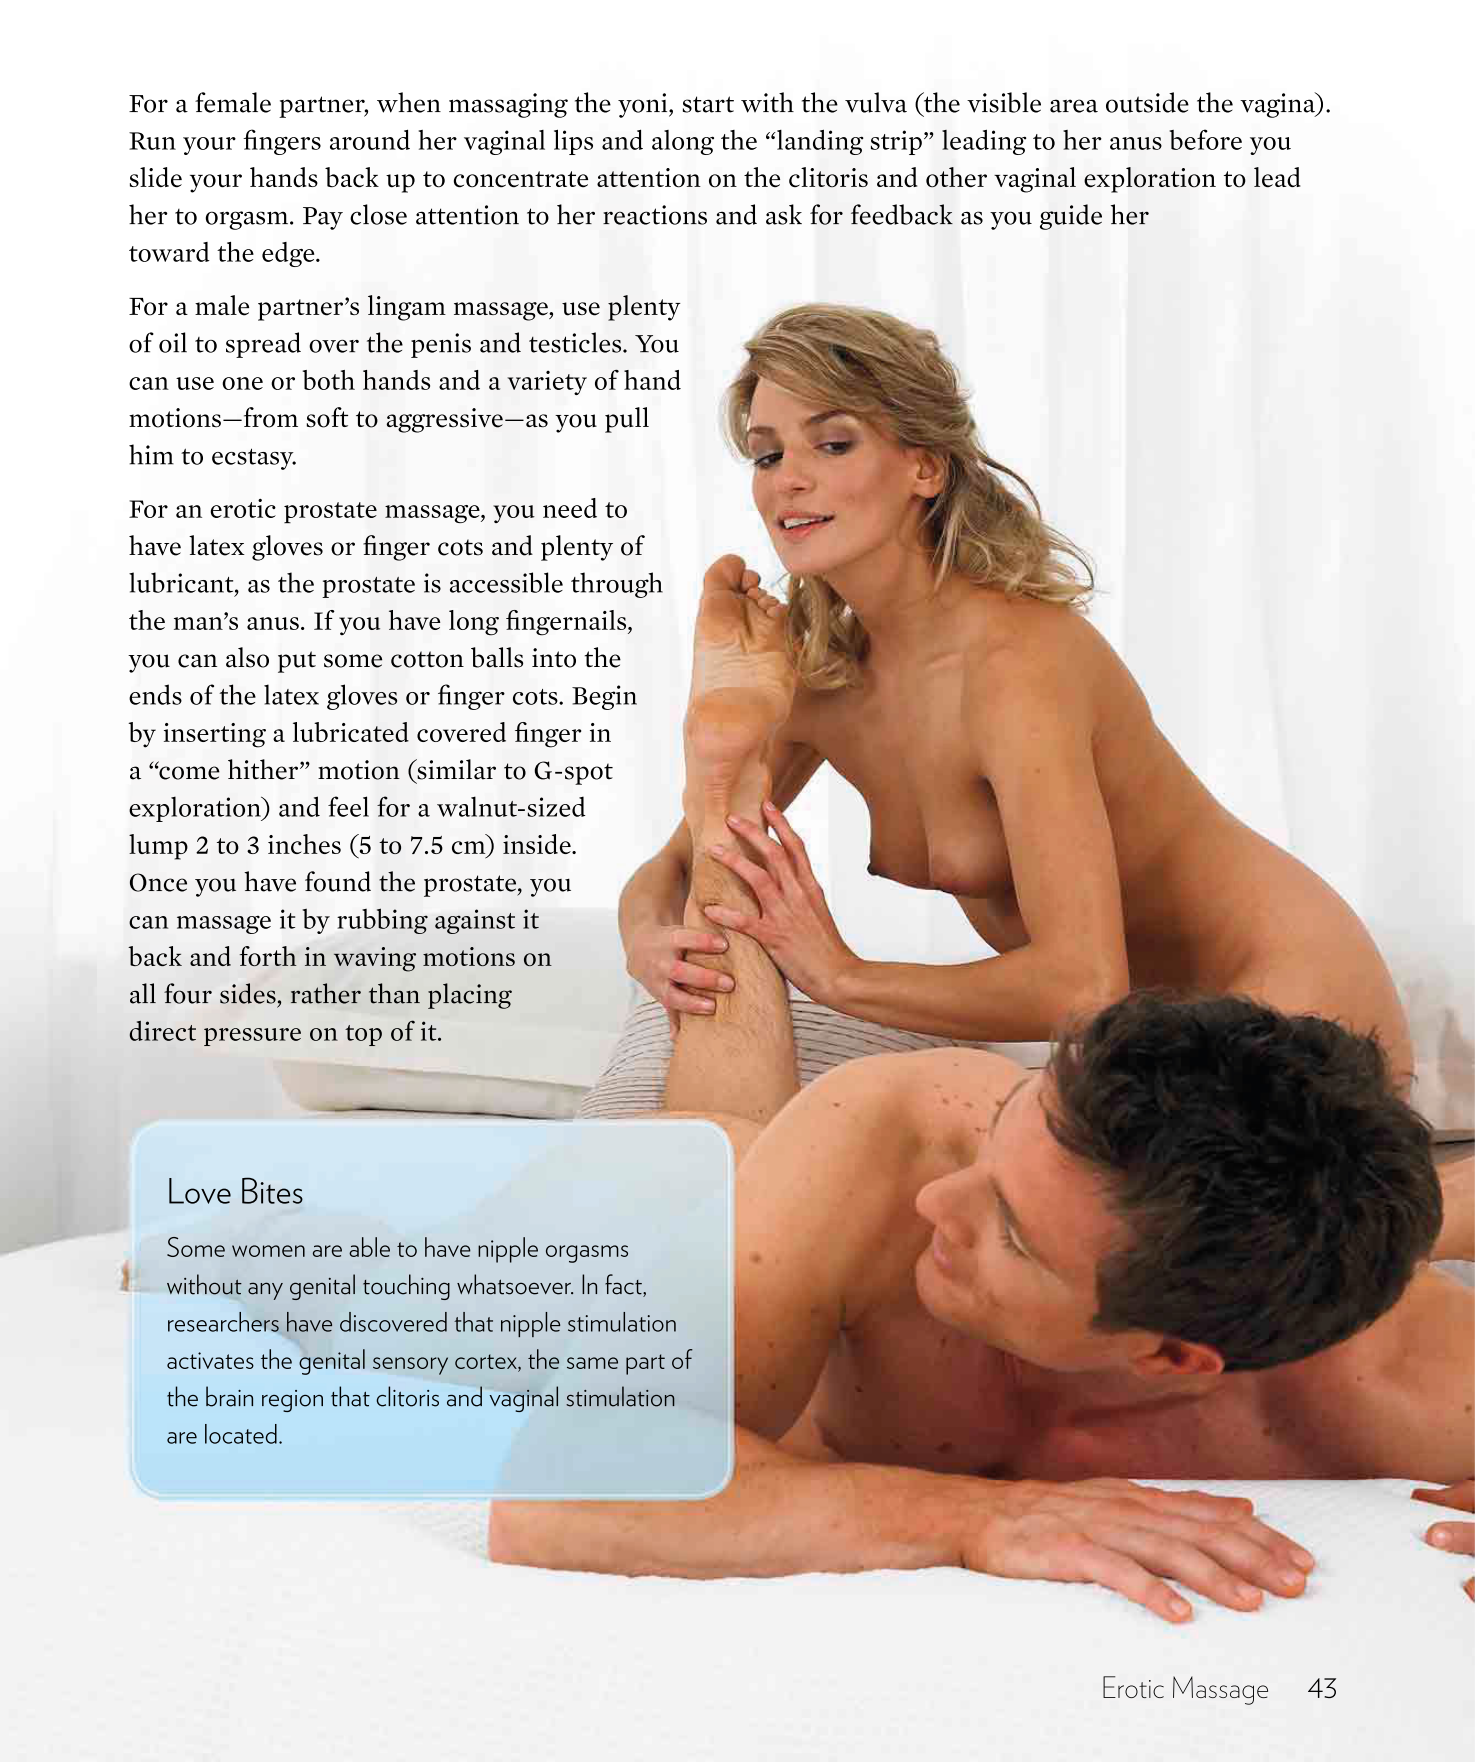 For a female partner, when massaging the yoni, start with the vulva (the visible area outside the vagina).
Run your fingers around her vaginal lips and along the “landing strip” leading to her anus before you
slide your hands back up to concentrate attention on the clitoris and other vaginal exploration to lead
her to orgasm. Pay close attention to her reactions and ask for feedback as you guide her
toward the edge.
For a male partner’s lingam massage, use plenty
of oil to spread over the penis and testicles. You
can use one or both hands and a variety of hand
motions—from soft to aggressive—as you pull
him to ecstasy.
For an erotic prostate massage, you need to
have latex gloves or finger cots and plenty of
lubricant, as the prostate is accessible through
the man’s anus. If you have long fingernails,
you can also put some cotton balls into the
ends of the latex gloves or finger cots. Begin
by inserting a lubricated covered finger in
a “come hither” motion (similar to G-spot
exploration) and feel for a walnut-sized
lump 2 to 3 inches (5 to 7.5 cm) inside.
Once you have found the prostate, you
can massage it by rubbing against it
back and forth in waving motions on
all four sides, rather than placing
direct pressure on top of it.
Love Bites
Some women are able to have nipple orgasms
without any genital touching whatsoever. In fact,
researchers have discovered that nipple stimulation
activates the genital sensory cortex, the same part of
the brain region that clitoris and vaginal stimulation
are located.
Erotic Massage 43